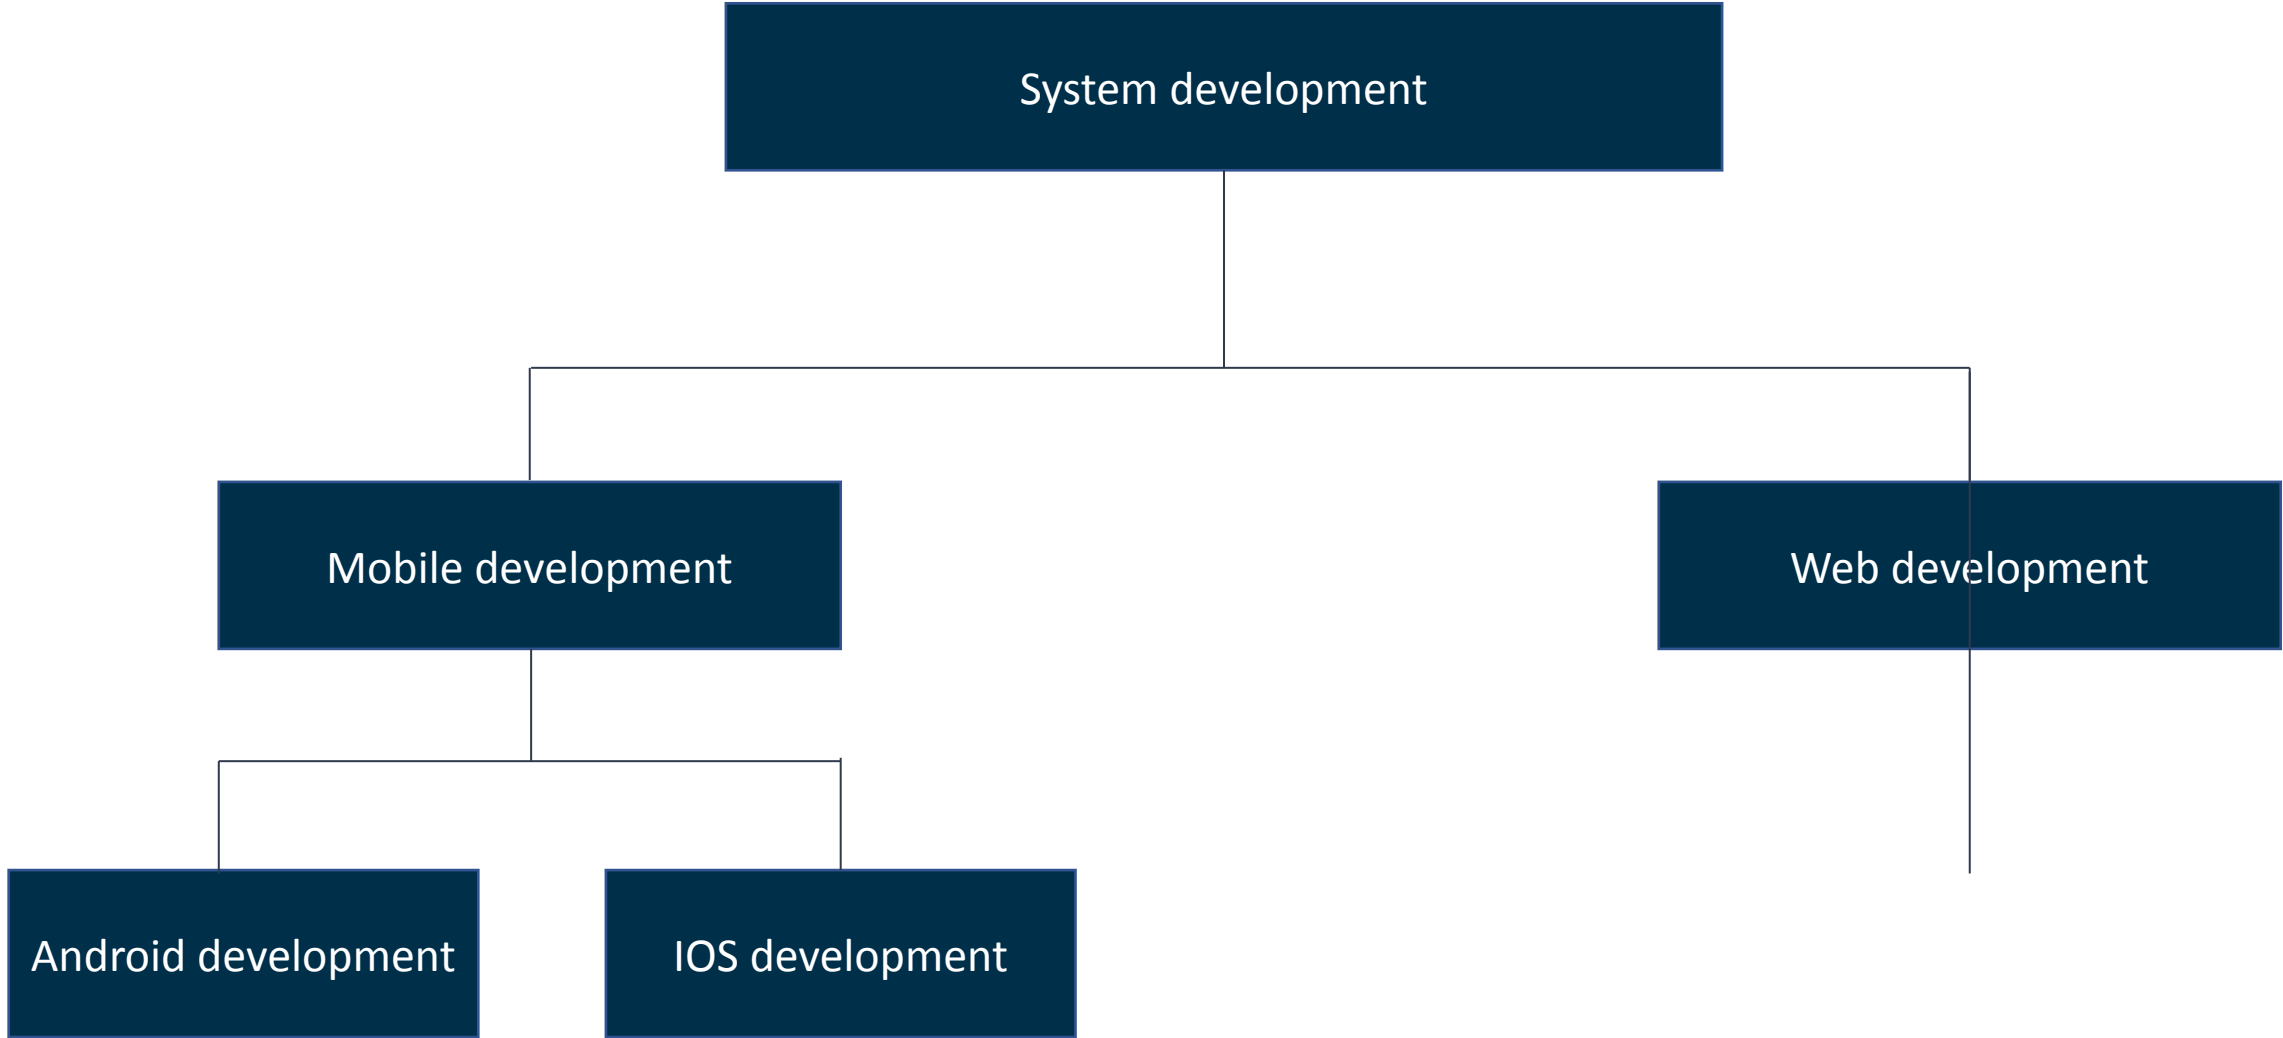 System development
Mobile development
Web development
Android development
IOS development